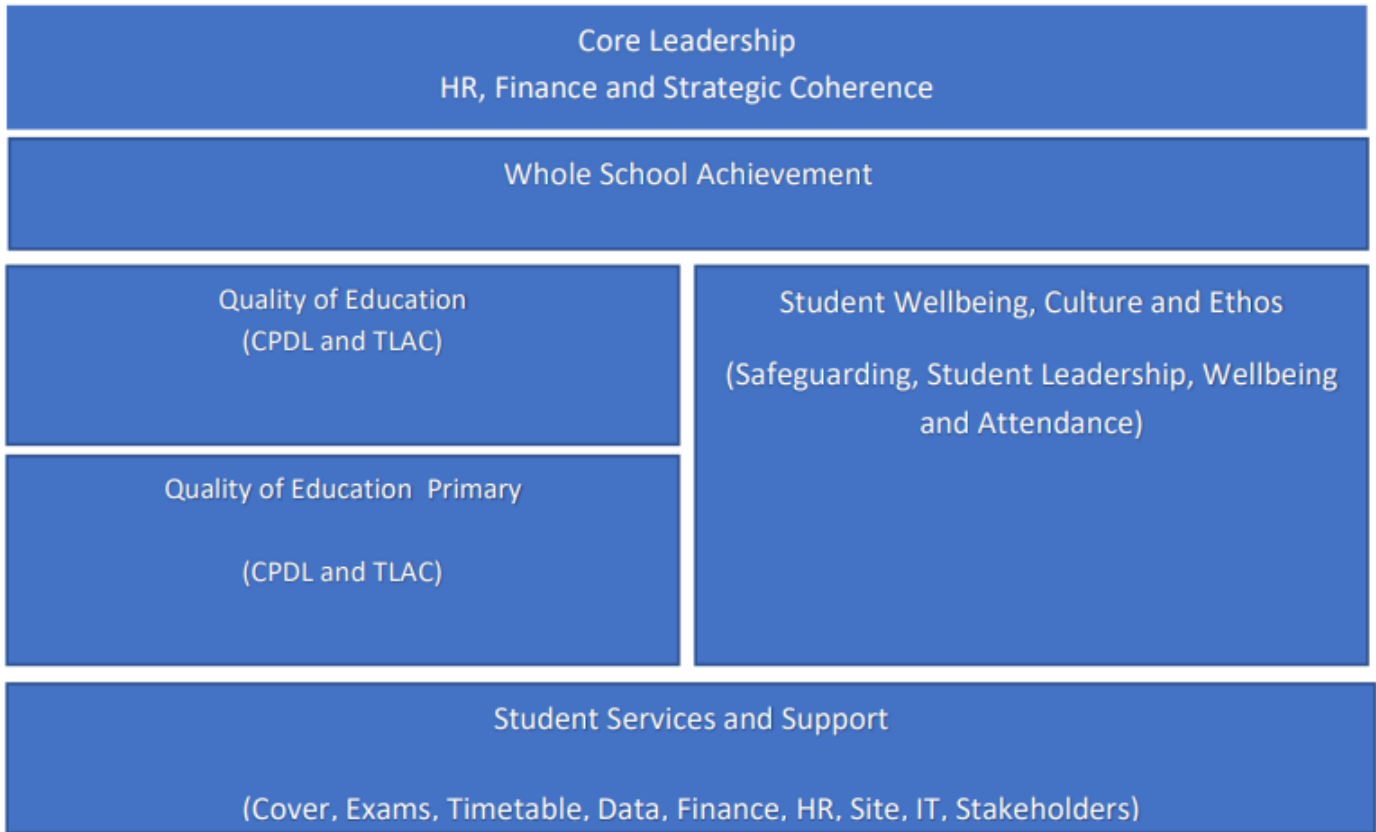 Core Leadership
HR, Finance and Strategic Coherence
Whole School Achievement
Quality of Education
(CPDL and TLAC)
Quality of Education Primary
(CPDL and TLAC)
Student Wellbeing, Culture and Ethos
(Safeguarding, Student Leadership, Wellbeing
and Attendance)
Student Services and Support
(Cover, Exams, Timetable, Data, Finance, HR, Site, IT, Stakeholders)